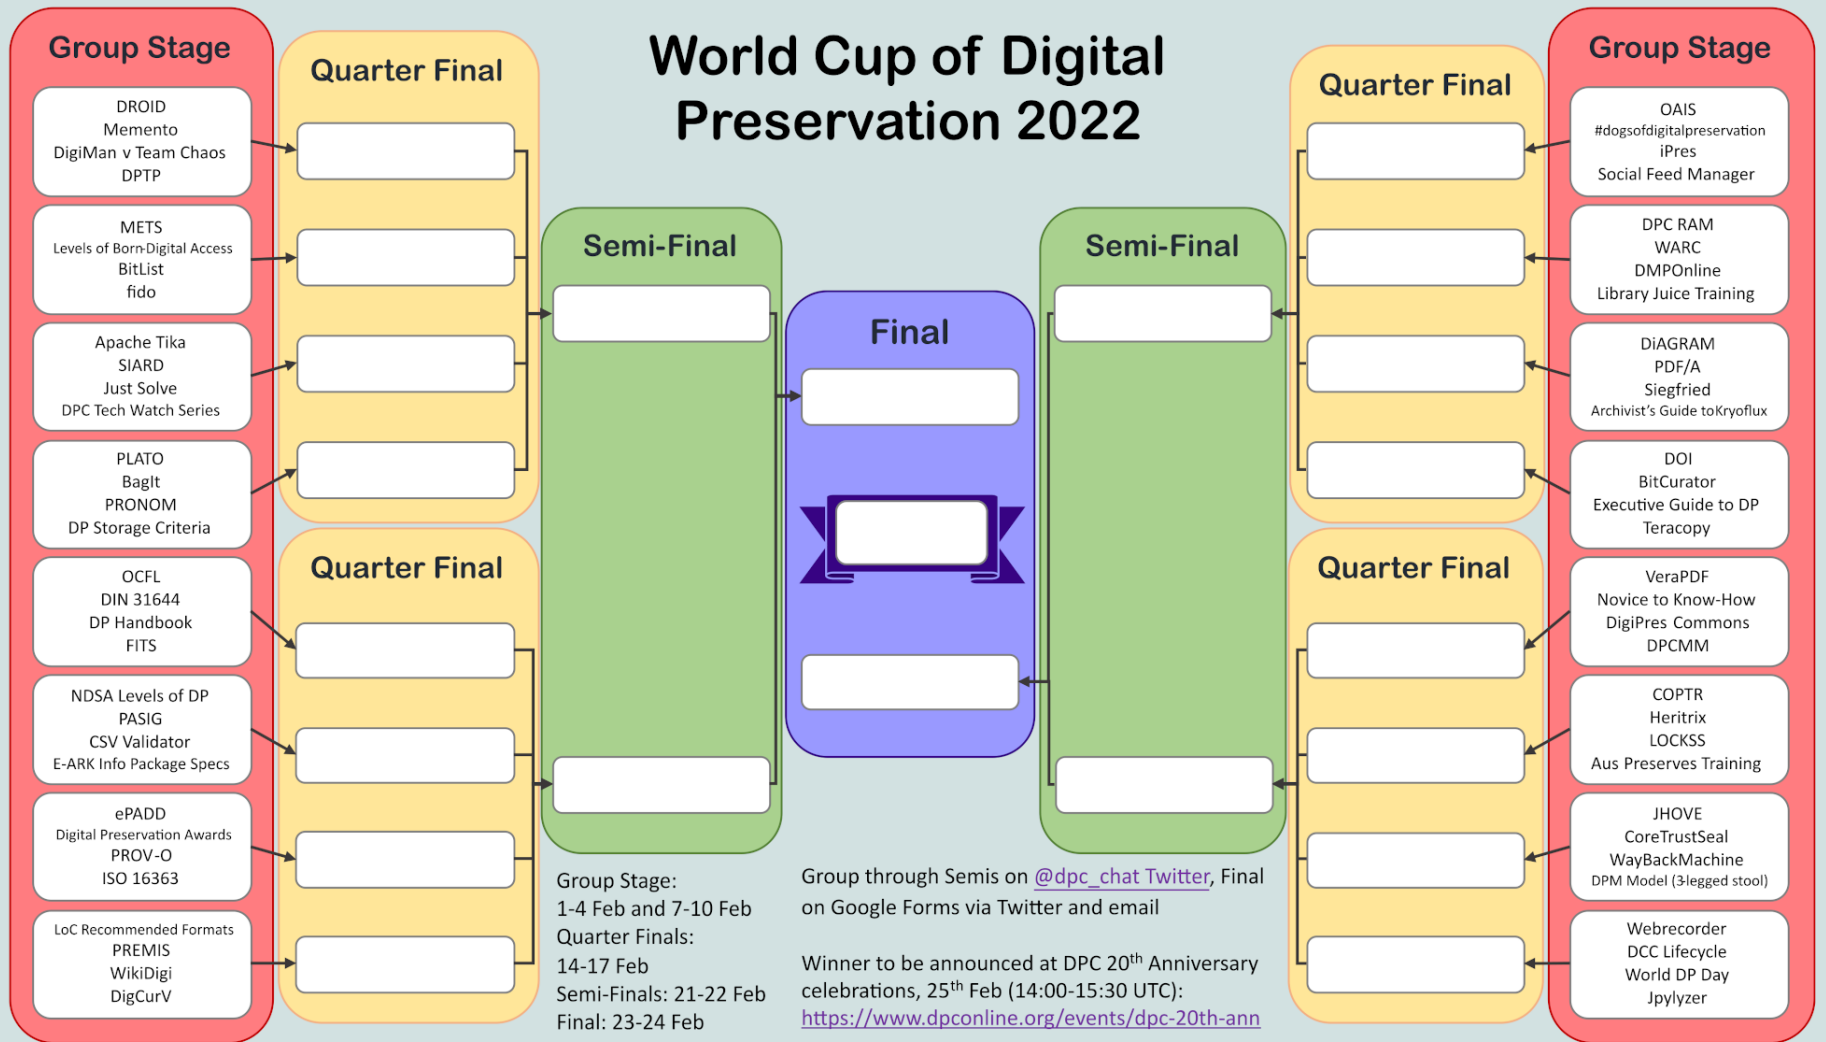 World Cup of Digital
Preservation 2022
Group Stage
DROID
Memento
DigiMan v Team Chaos
DPTP
METS
Levels of Born-Digital Access
BitList
fido
Apache Tika
SIARD
Just Solve
DPC Tech Watch Series
PLATO
BagIt
PRONOM
DP Storage Criteria
OCFL
DIN 31644
DP Handbook
FITS
NDSA Levels of DP
PASIG
CSV Validator
E-ARK Info Package Specs
ePADD
Digital Preservation Awards
PROV-O
ISO 16363
LoC Recommended Formats
PREMIS
WikiDigi
DigCurV
Quarter Final
Quarter Final
Semi-Final
Final
Semi-Final
Quarter Final
Quarter Final
Group Stage
OAIS
#dogsofdigitalpreservation
iPres
Social Feed Manager
DPC RAM
WARC
DMPOnline
Library Juice Training
DiAGRAM
PDF/A
Siegfried
Archivist's Guide toKryoflux
DOI
BitCurator
Executive Guide to DP
Teracopy
VeraPDF
Novice to Know-How
DigiPres Commons
DPCMM
COPTR
Heritrix
LOCKSS
Aus Preserves Training
JHOVE
CoreTrustSeal
WayBackMachine
DPM Model (3-legged stool)
Webrecorder
DCC Lifecycle
World DP Day
Jpylyzer
Group Stage:
1-4 Feb and 7-10 Feb
Quarter Finals:
14-17 Feb
Semi-Finals: 21-22 Feb
Final: 23-24 Feb
Group through Semis on @dpc_chat Twitter, Final
on Google Forms via Twitter and email
Winner to be announced at DPC 20th Anniversary
celebrations, 25th Feb (14:00-15:30 UTC):
https://www.dpconline.org/events/dpc-20th-ann